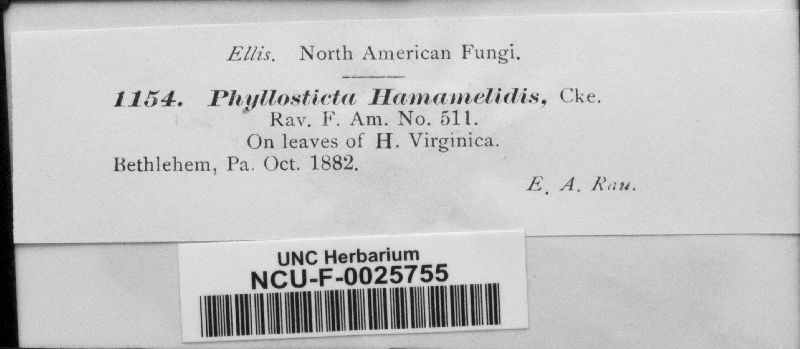 Ellis. North American Fungi.
1154. Phyllosticta Hamamelidis, Cke.
Rav. F. Am. No. 511.
On leaves of H. Virginica.
Bethlehem, Pa. Oct. 1882.
E. A. Rau.
UNC Herbarium
NCU-F-0025755